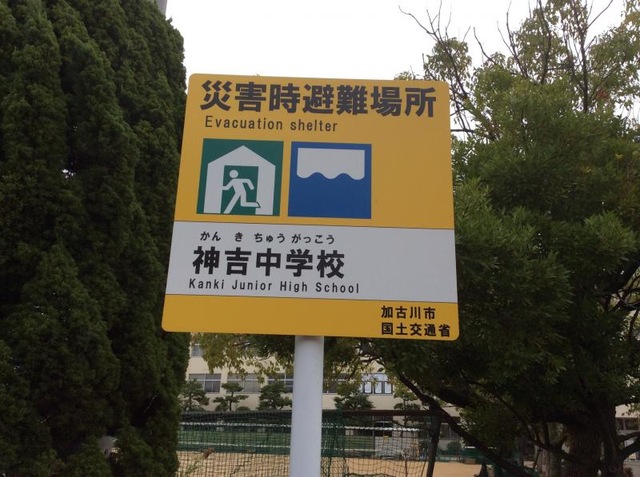 災害時避難場所
Evacuation shelter
かん き ちゅう がっこう
神吉中学校
Kanki Junior High School
加古川市
国土交通省